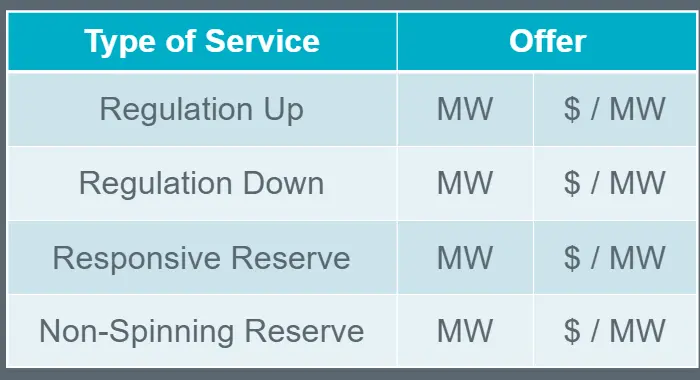 Type of Service Offer
Regulation Up MW $ / MW
Regulation Down MW $ / MW
Responsive Reserve MW $ / MW
Non-Spinning Reserve MW $ / MW